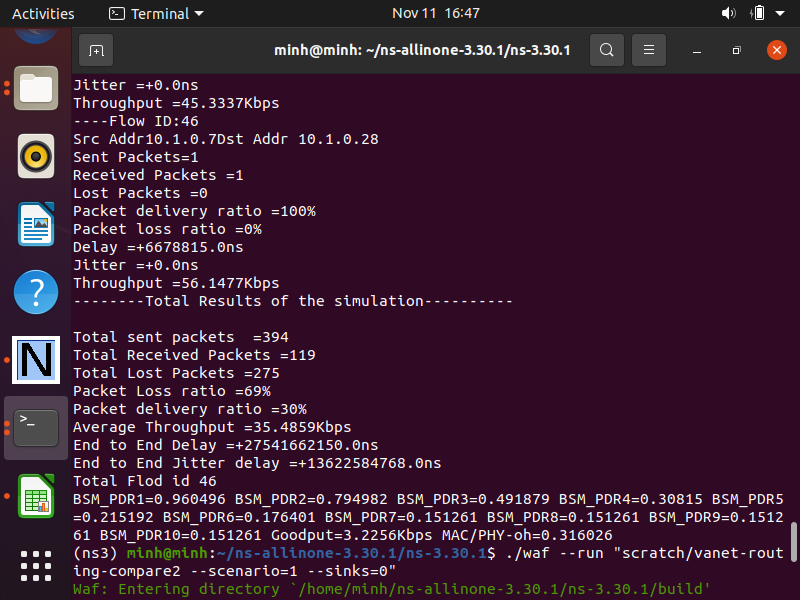 Activities
Terminal
Nov 11  16:47
minh@minh: ~/ns-allinone-3.30.1/ns-3.30.1
Jitter =+0.0ns
Throughput =45.3337Kbps
----Flow ID:46
Src Addr10.1.0.7Dst Addr 10.1.0.28
Sent Packets=1
Received Packets =1
Lost Packets =0
Packet delivery ratio =100%
Packet loss ratio =0%
Delay =+6678815.0ns
Jitter =+0.0ns
Throughput =56.1477Kbps
--------Total Results of the simulation----------
Total sent packets  =394
Total Received Packets =119
Total Lost Packets =275
Packet Loss ratio =69%
Packet delivery ratio =30%
Average Throughput =35.4859Kbps
End to End Delay =+27541662150.0ns
End to End Jitter delay =+13622584768.0ns
Total Flod id 46
BSM_PDR1=0.960496 BSM_PDR2=0.794982 BSM_PDR3=0.491879 BSM_PDR4=0.30815 BSM_PDR5
=0.215192 BSM_PDR6=0.176401 BSM_PDR7=0.151261 BSM_PDR8=0.151261 BSM_PDR9=0.1512
61 BSM_PDR10=0.151261 Goodput=3.2256Kbps MAC/PHY-oh=0.316026
(ns3) minh@minh:~/ns-allinone-3.30.1/ns-3.30.1$ ./waf --run "scratch/vanet-rout
ing-compare2 --scenario=1 --sinks=0"
Waf: Entering directory `/home/minh/ns-allinone-3.30.1/ns-3.30.1/build'